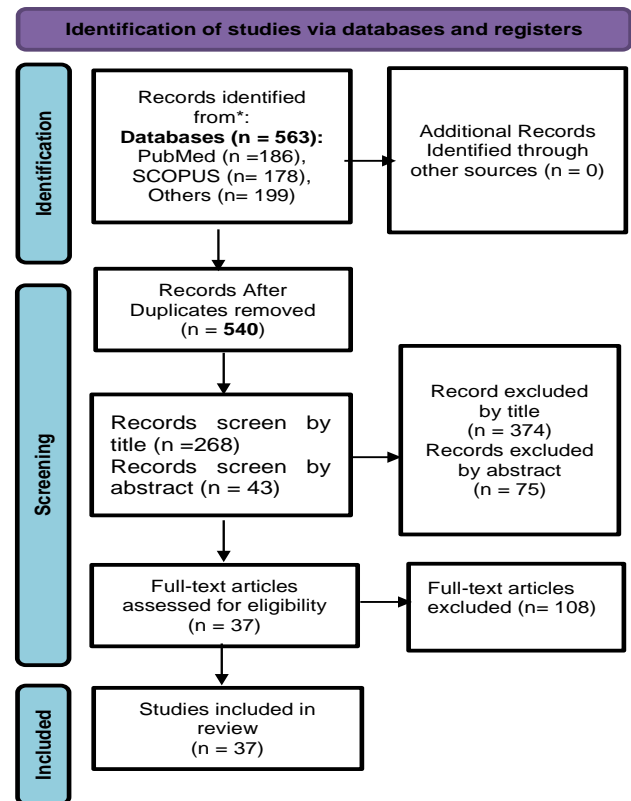 Identification of studies via databases and registers
Identification
Records identified
from*:
Databases (n = 563):
PubMed (n =186),
SCOPUS (n= 178),
Others (n= 199)
Additional Records
Identified through
other sources (n = 0)
Screening
Records After
Duplicates removed
(n = 540)
Records screen by
title (n =268)
Records screen by
abstract (n = 43)
Record excluded
by title
(n = 374)
Records excluded
by abstract
(n = 75)
Full-text articles
assessed for eligibility
(n = 37)
Full-text articles
excluded (n= 108)
Included
Studies included in
review
(n = 37)